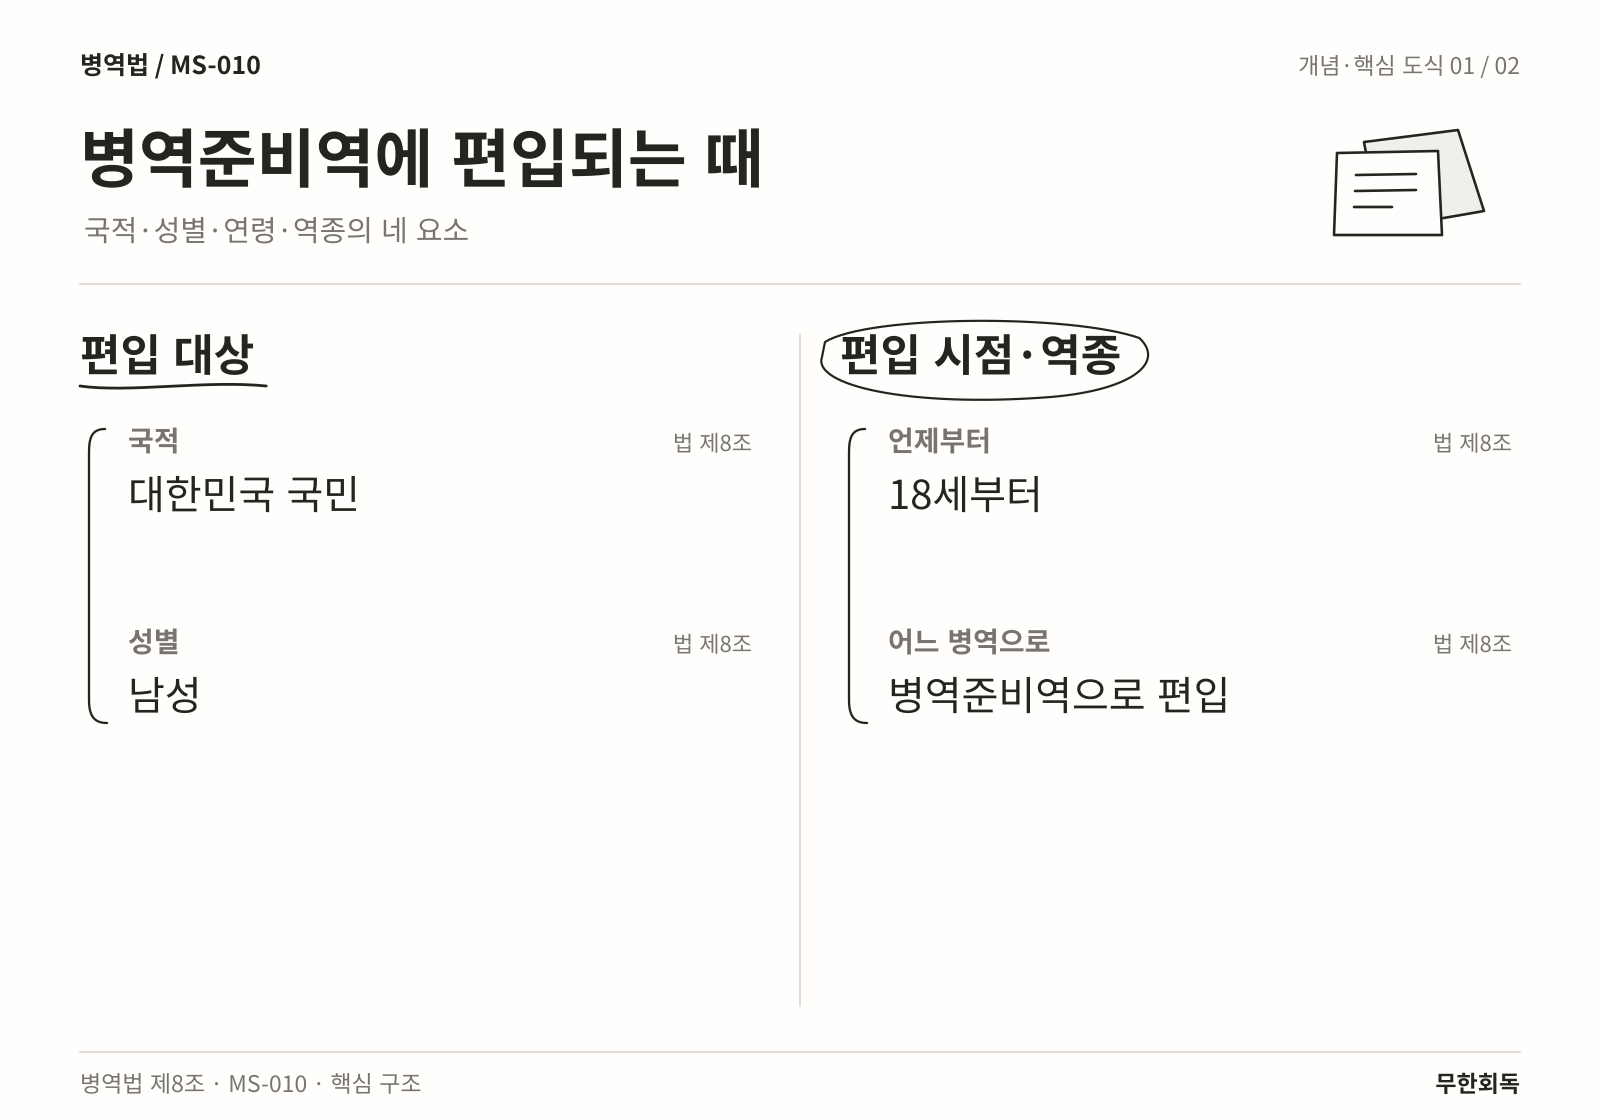 병역법 / MS-010
개념·핵심 도식 01 / 02
병역준비역에 편입되는 때
국적·성별·연령·역종의 네 요소
편입 대상
국적
법 제8조
대한민국 국민
성별
법 제8조
남성
편입 시점·역종
언제부터
법 제8조
18세부터
어느 병역으로
법 제8조
병역준비역으로 편입
병역법 제8조 · MS-010 · 핵심 구조
무한회독